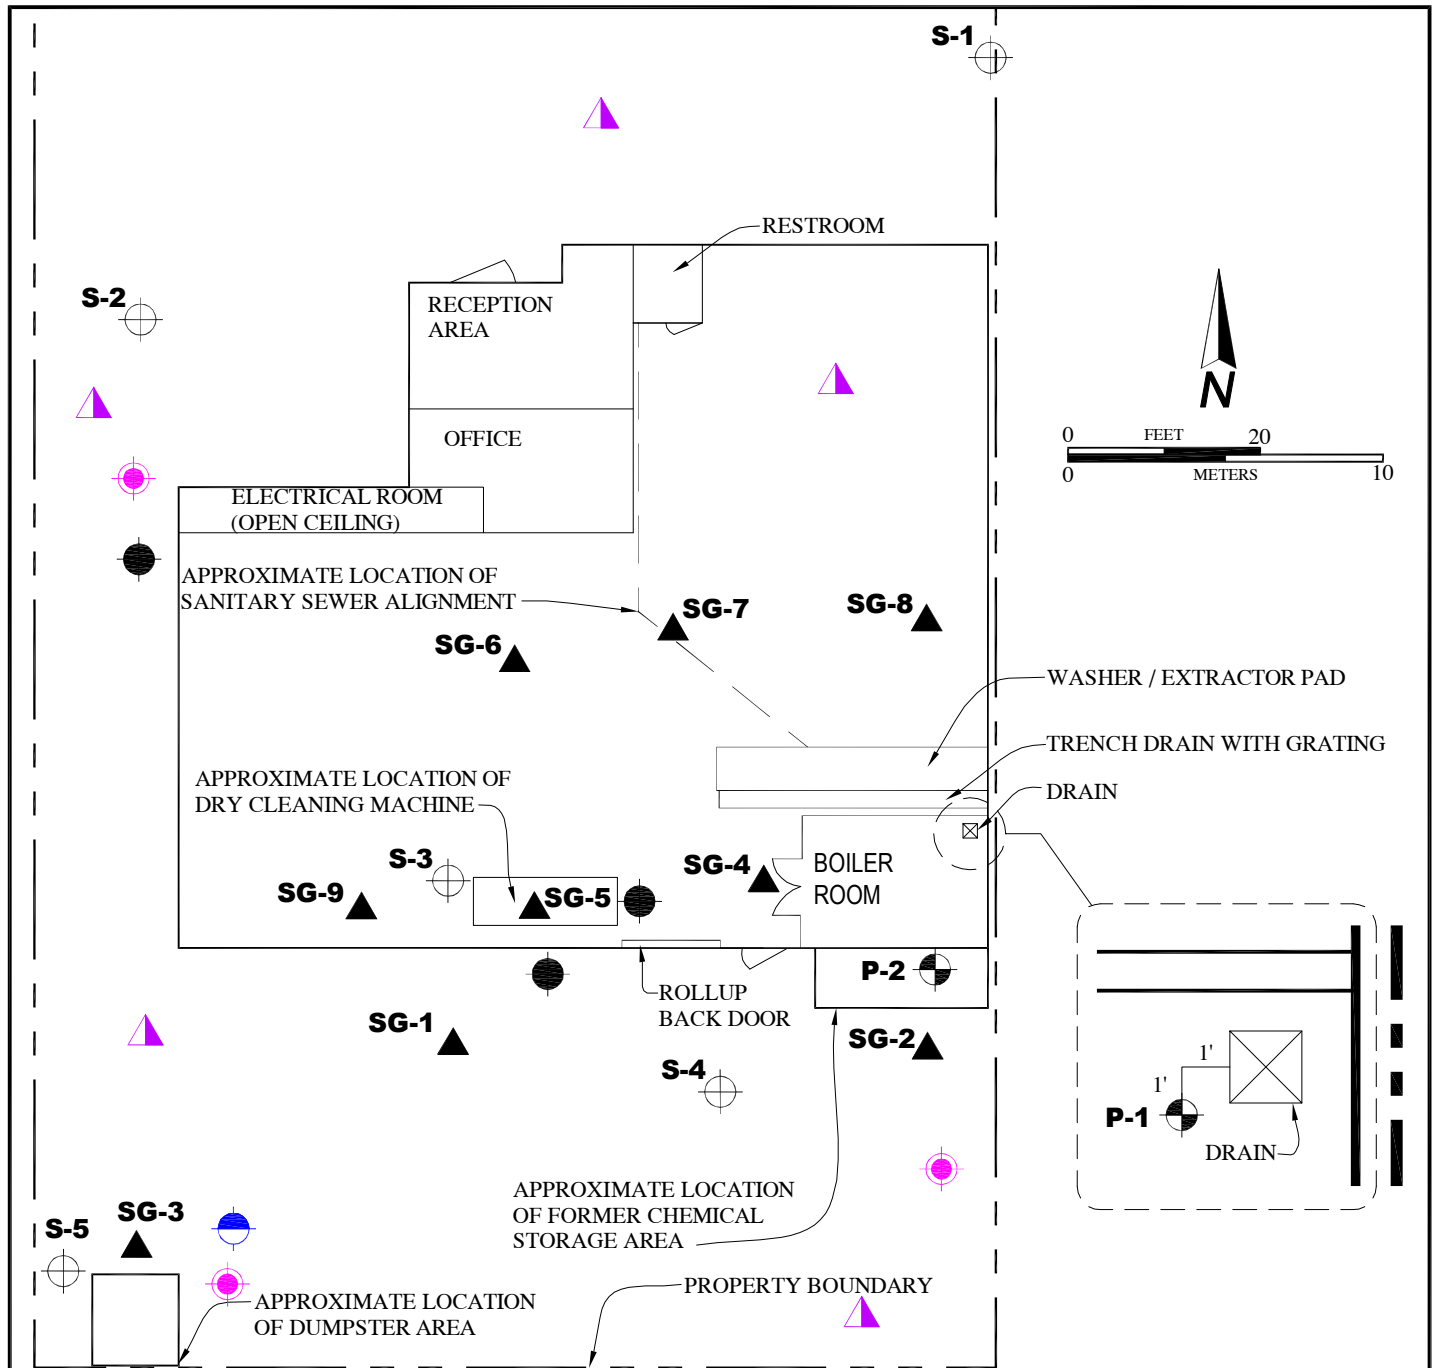 S-1
RESTROOM
S-2
RECEPTION
AREA
N
0
FEET
20
0
METERS
10
OFFICE
ELECTRICAL ROOM
(OPEN CEILING)
APPROXIMATE LOCATION OF
SANITARY SEWER ALIGNMENT
SG-7
SG-8
SG-6
WASHER / EXTRACTOR PAD
TRENCH DRAIN WITH GRATING
DRAIN
APPROXIMATE LOCATION OF
DRY CLEANING MACHINE
S-3
SG-4
BOILER
ROOM
SG-9
SG-5
P-2
ROLLUP
BACK DOOR
SG-1
SG-2
S-4
1'
1'
P-1
DRAIN
APPROXIMATE LOCATION
OF FORMER CHEMICAL
STORAGE AREA
SG-3
S-5
PROPERTY BOUNDARY
APPROXIMATE LOCATION
OF DUMPSTER AREA